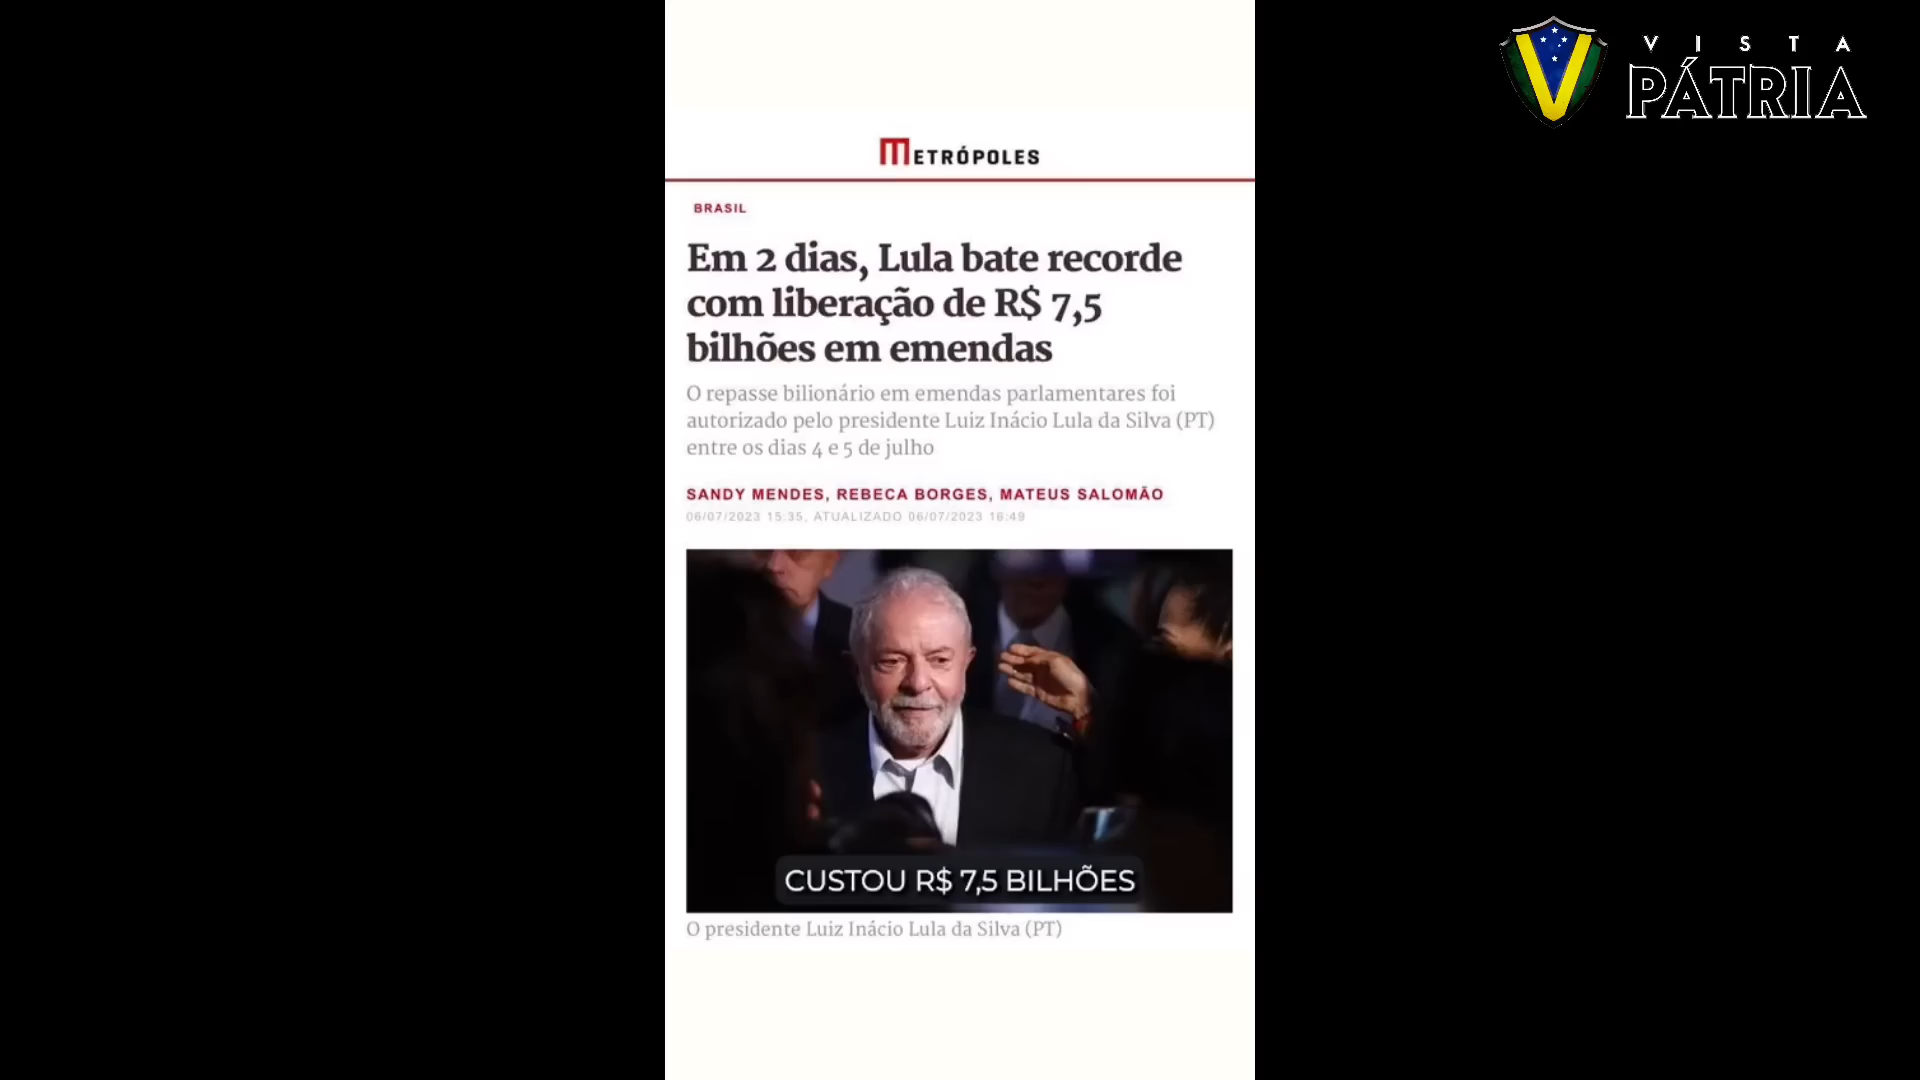 VISTA
PÁTRIA
METRÓPOLES
BRASIL
Em 2 dias, Lula bate recorde
com liberação de R$ 7,5
bilhões em emendas
O repasse bilionário em emendas parlamentares foi
autorizado pelo presidente Luiz Inácio Lula da Silva (PT)
entre os dias 4 e 5 de julho
SANDY MENDES, REBECA BORGES, MATEUS SALOMÃO
06/07/2023 15:35, ATUALIZADO 06/07/2023 16:49
CUSTOU R$ 7,5 BILHÕES
O presidente Luiz Inácio Lula da Silva (PT)